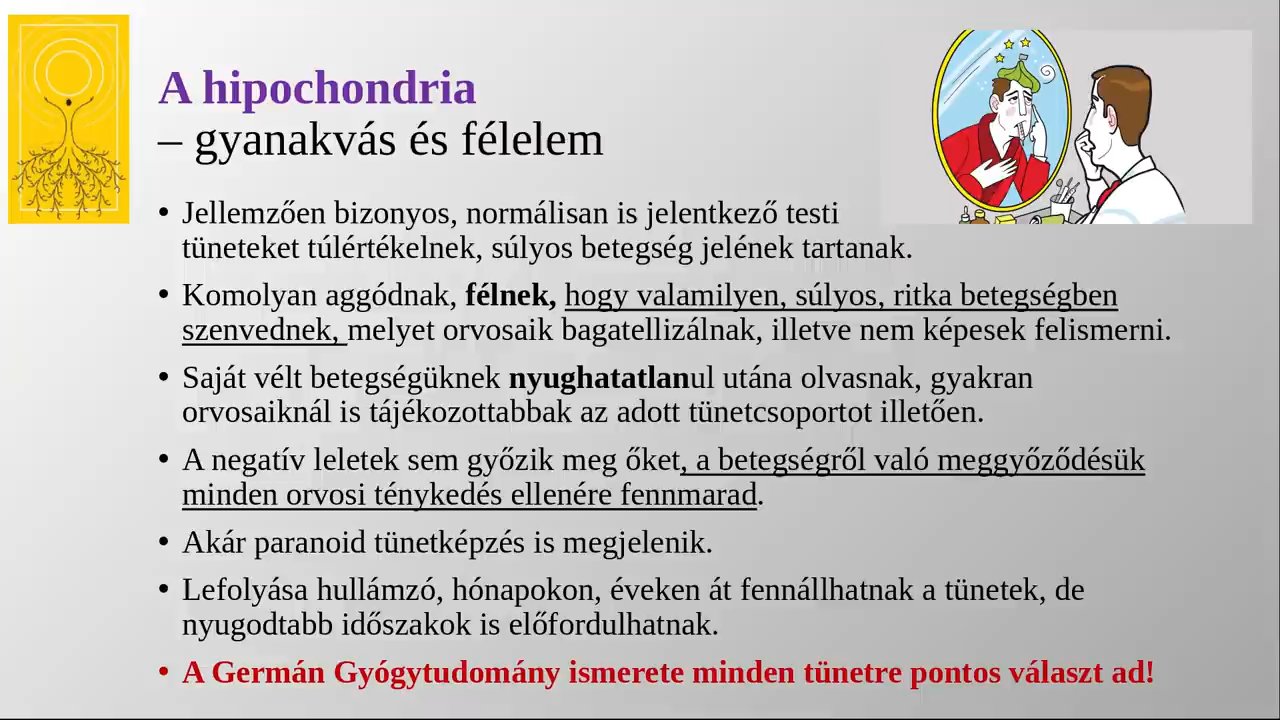 A hipochondria
– gyanakvás és félelem
• Jellemzően bizonyos, normálisan is jelentkező testi
tüneteket túlértékelnek, súlyos betegség jelének tartanak.
• Komolyan aggódnak, félnek, hogy valamilyen, súlyos, ritka betegségben
szenvednek, melyet orvosaik bagatellizálnak, illetve nem képesek felismerni.
• Saját vélt betegségüknek nyughatatlanul utána olvasnak, gyakran
orvosaiknál is tájékozottabbak az adott tünetcsoportot illetően.
• A negatív leletek sem győzik meg őket, a betegségről való meggyőződésük
minden orvosi ténykedés ellenére fennmarad.
• Akár paranoid tünetképzés is megjelenik.
• Lefolyása hullámzó, hónapokon, éveken át fennállhatnak a tünetek, de
nyugodtabb időszakok is előfordulhatnak.
• A Germán Gyógytudomány ismerete minden tünetre pontos választ ad!